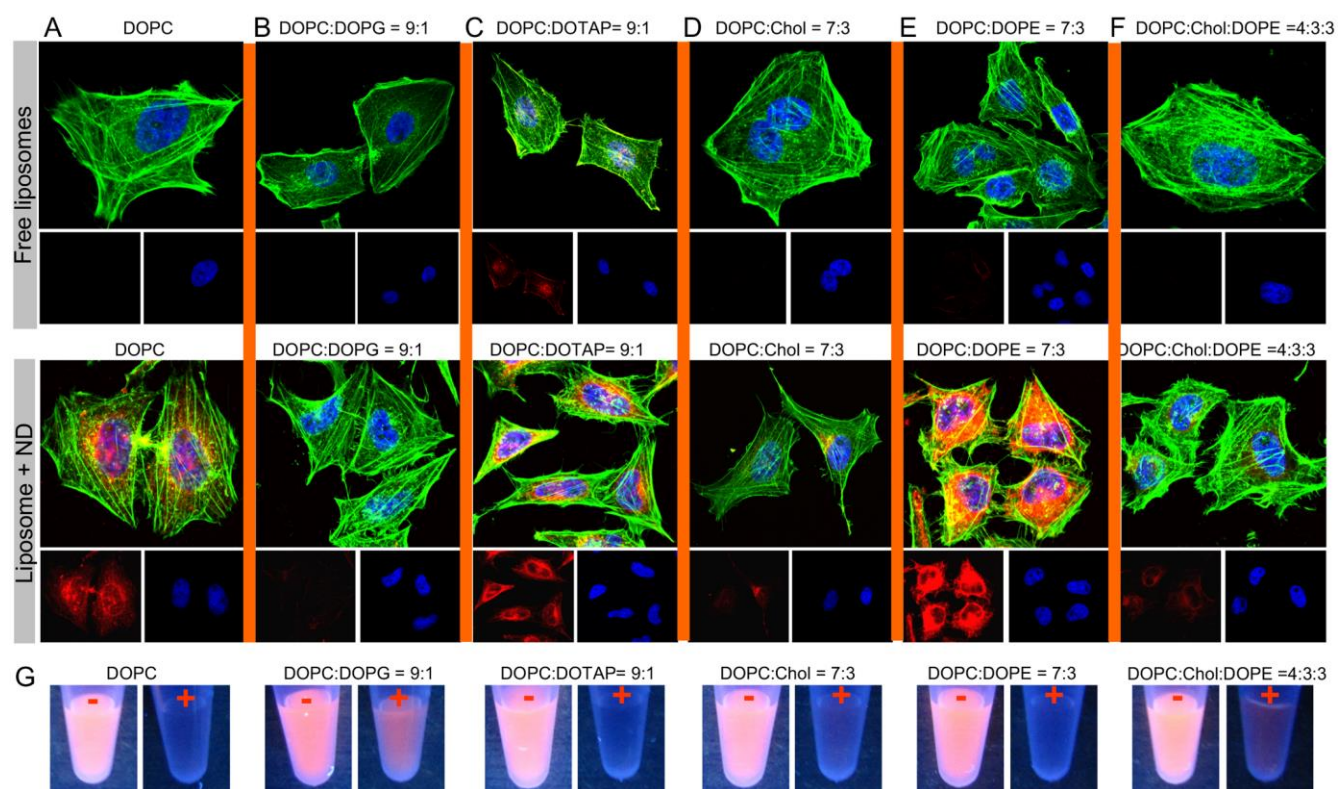 A DOPC B DOPC:DOPG = 9:1 C DOPC:DOTAP= 9:1 D DOPC:Chol = 7:3 E DOPC:DOPE = 7:3 F DOPC:Chol:DOPE =4:3:3
Free liposomes
DOPC DOPC:DOPG = 9:1 DOPC:DOTAP= 9:1 DOPC:Chol = 7:3 DOPC:DOPE = 7:3 DOPC:Chol:DOPE =4:3:3
Liposome + ND
G DOPC DOPC:DOPG = 9:1 DOPC:DOTAP= 9:1 DOPC:Chol = 7:3 DOPC:DOPE = 7:3 DOPC:Chol:DOPE =4:3:3
- + - + - + - + - + - +